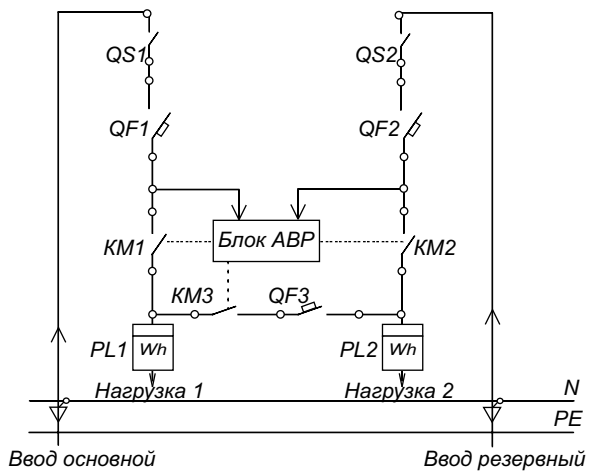 QS1
QS2
QF1
QF2
Блок АВР
КМ1
КМ2
КМ3
QF3
PL1
Wh
PL2
Wh
Нагрузка 1
Нагрузка 2
N
PE
Ввод основной
Ввод резервный